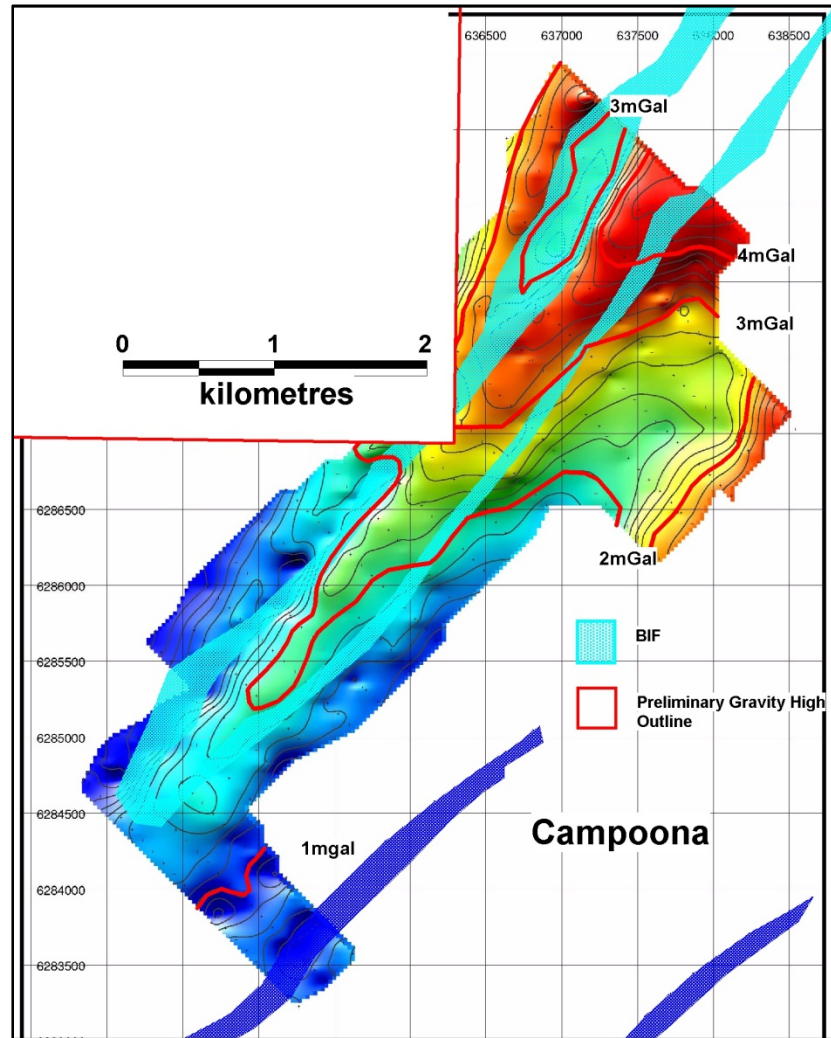 636500 637000 637500 638500
3mGal
4mGal
3mGal
0 1 2
kilometres
6286500
2mGal
6286000
BIF
6285500
Preliminary Gravity High
Outline
6285000
6284500
Campoona
1mgal
6284000
6283500